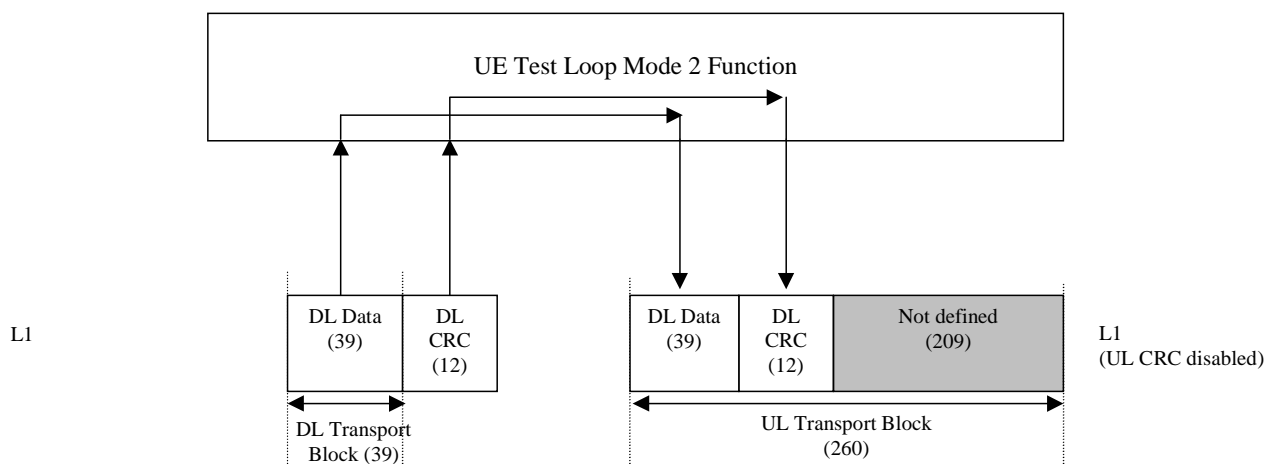 UE Test Loop Mode 2 Function
L1
DL Data
(39)
DL
CRC
(12)
DL Data
(39)
DL
CRC
(12)
Not defined
(209)
L1
(UL CRC disabled)
DL Transport
Block (39)
UL Transport Block
(260)